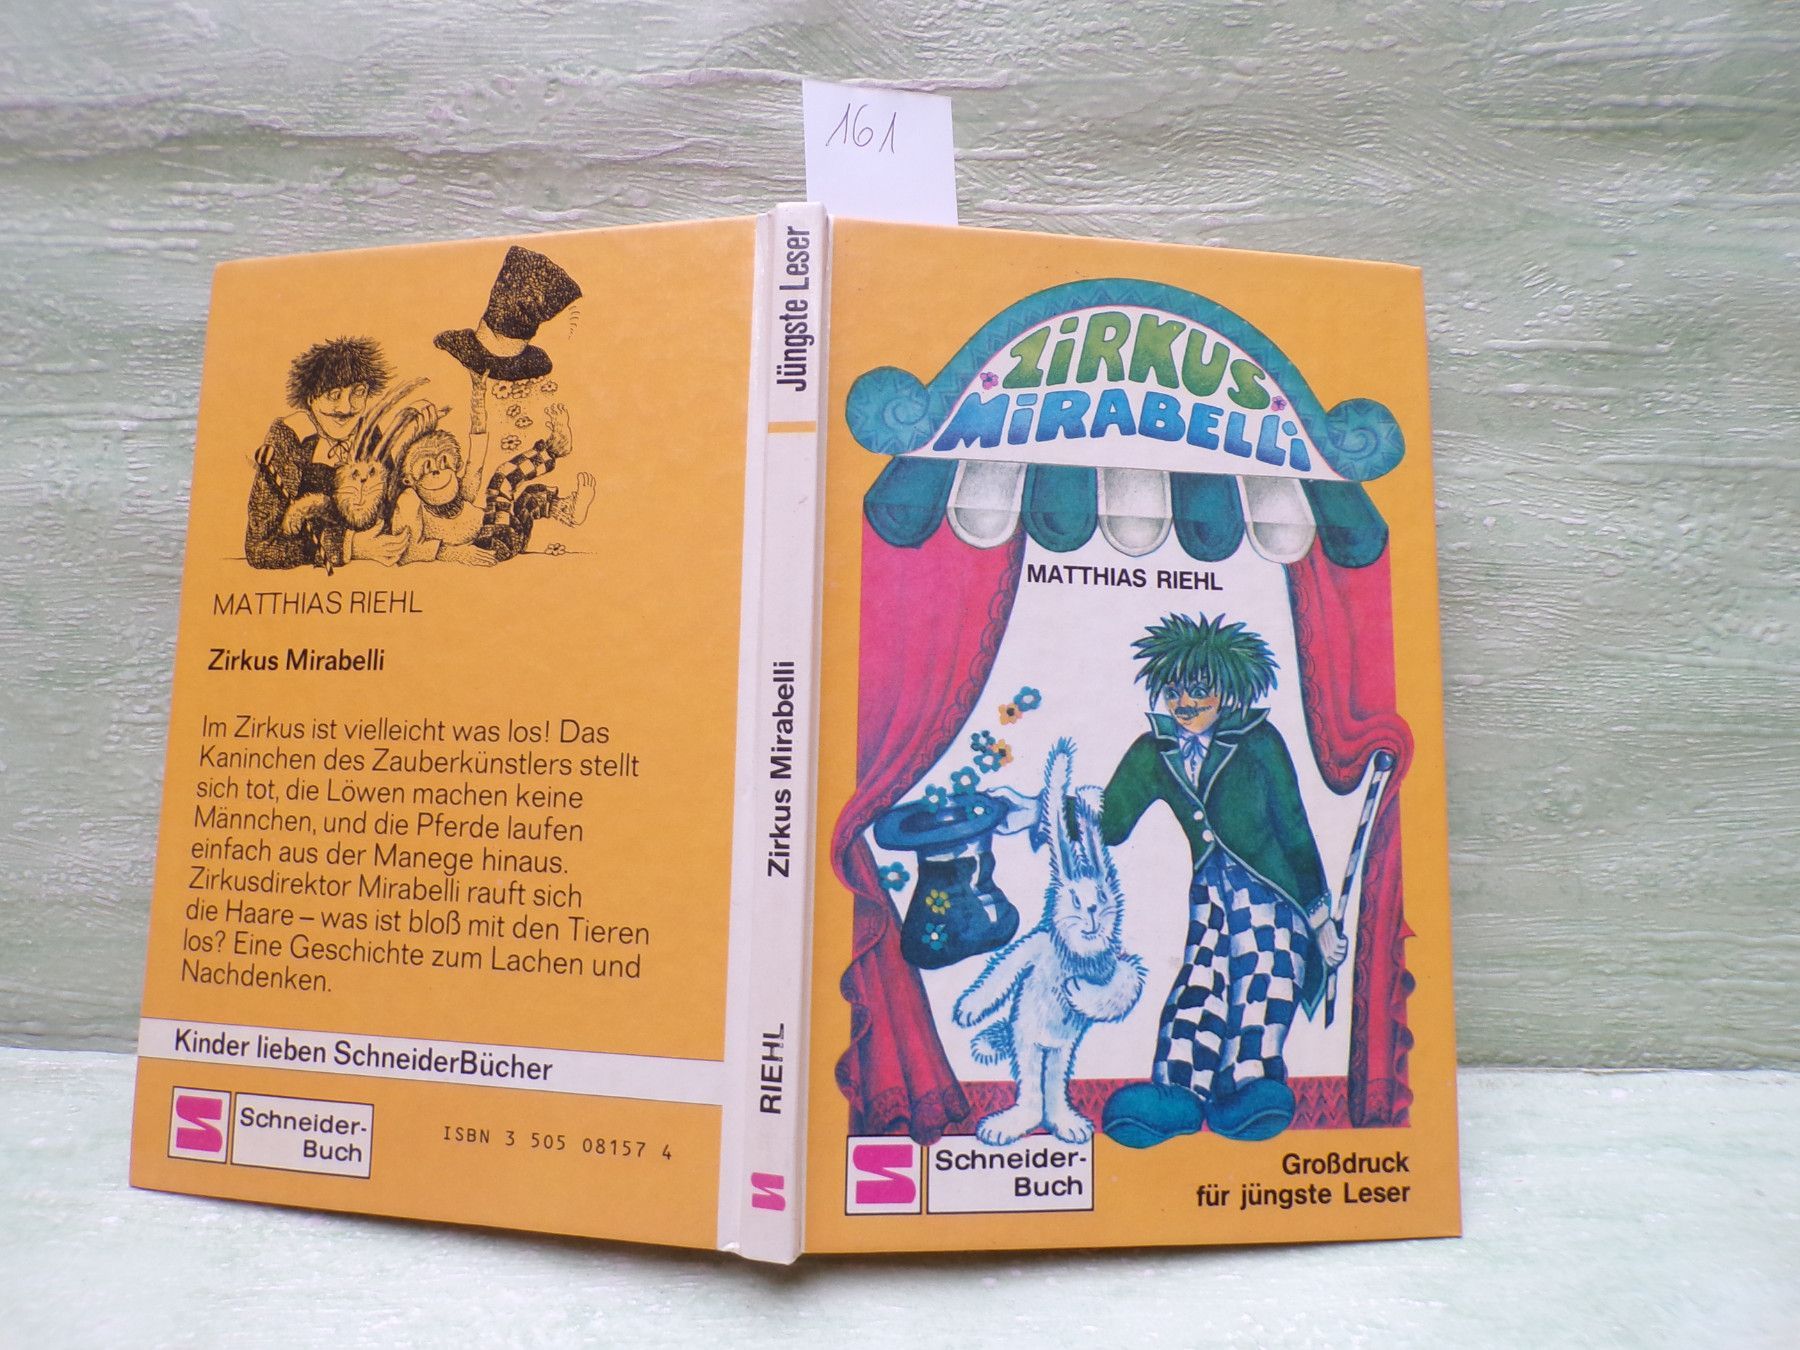 161
MATTHIAS RIEHL
Zirkus Mirabelli
Im Zirkus ist vielleicht was los! Das
Kaninchen des Zauberkünstlers stellt
sich tot, die Löwen machen keine
Männchen, und die Pferde laufen
einfach aus der Manege hinaus.
Zirkusdirektor Mirabelli rauft sich
die Haare – was ist bloß mit den Tieren
los? Eine Geschichte zum Lachen und
Nachdenken.
Kinder lieben SchneiderBücher
Schneider-
Buch
ISBN 3 505 08157 4
Jüngste Leser
Zirkus Mirabelli
RIEHL
ZiRKUS
MiRABELLi
MATTHIAS RIEHL
Schneider-
Buch
Großdruck
für jüngste Leser